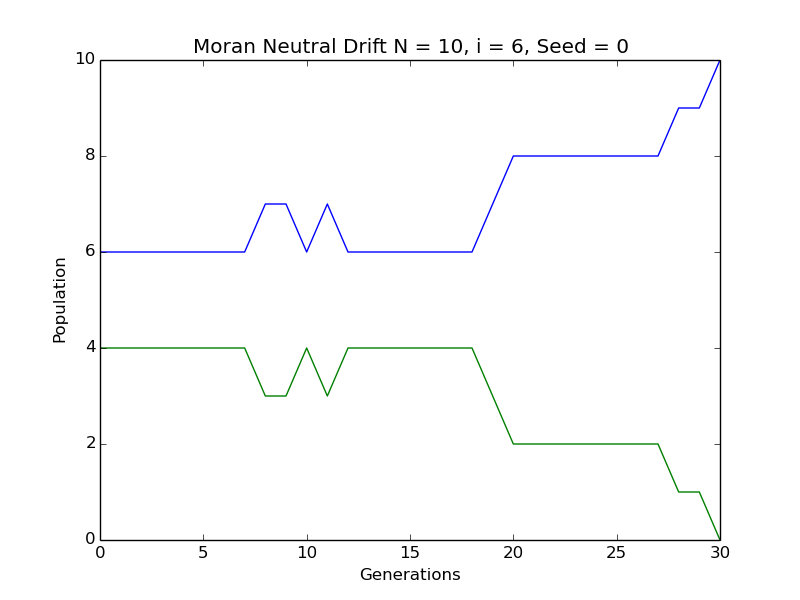 Moran Neutral Drift N = 10, i = 6, Seed = 0
10
8
6
4
2
0
Population
0 5 10 15 20 25 30
Generations